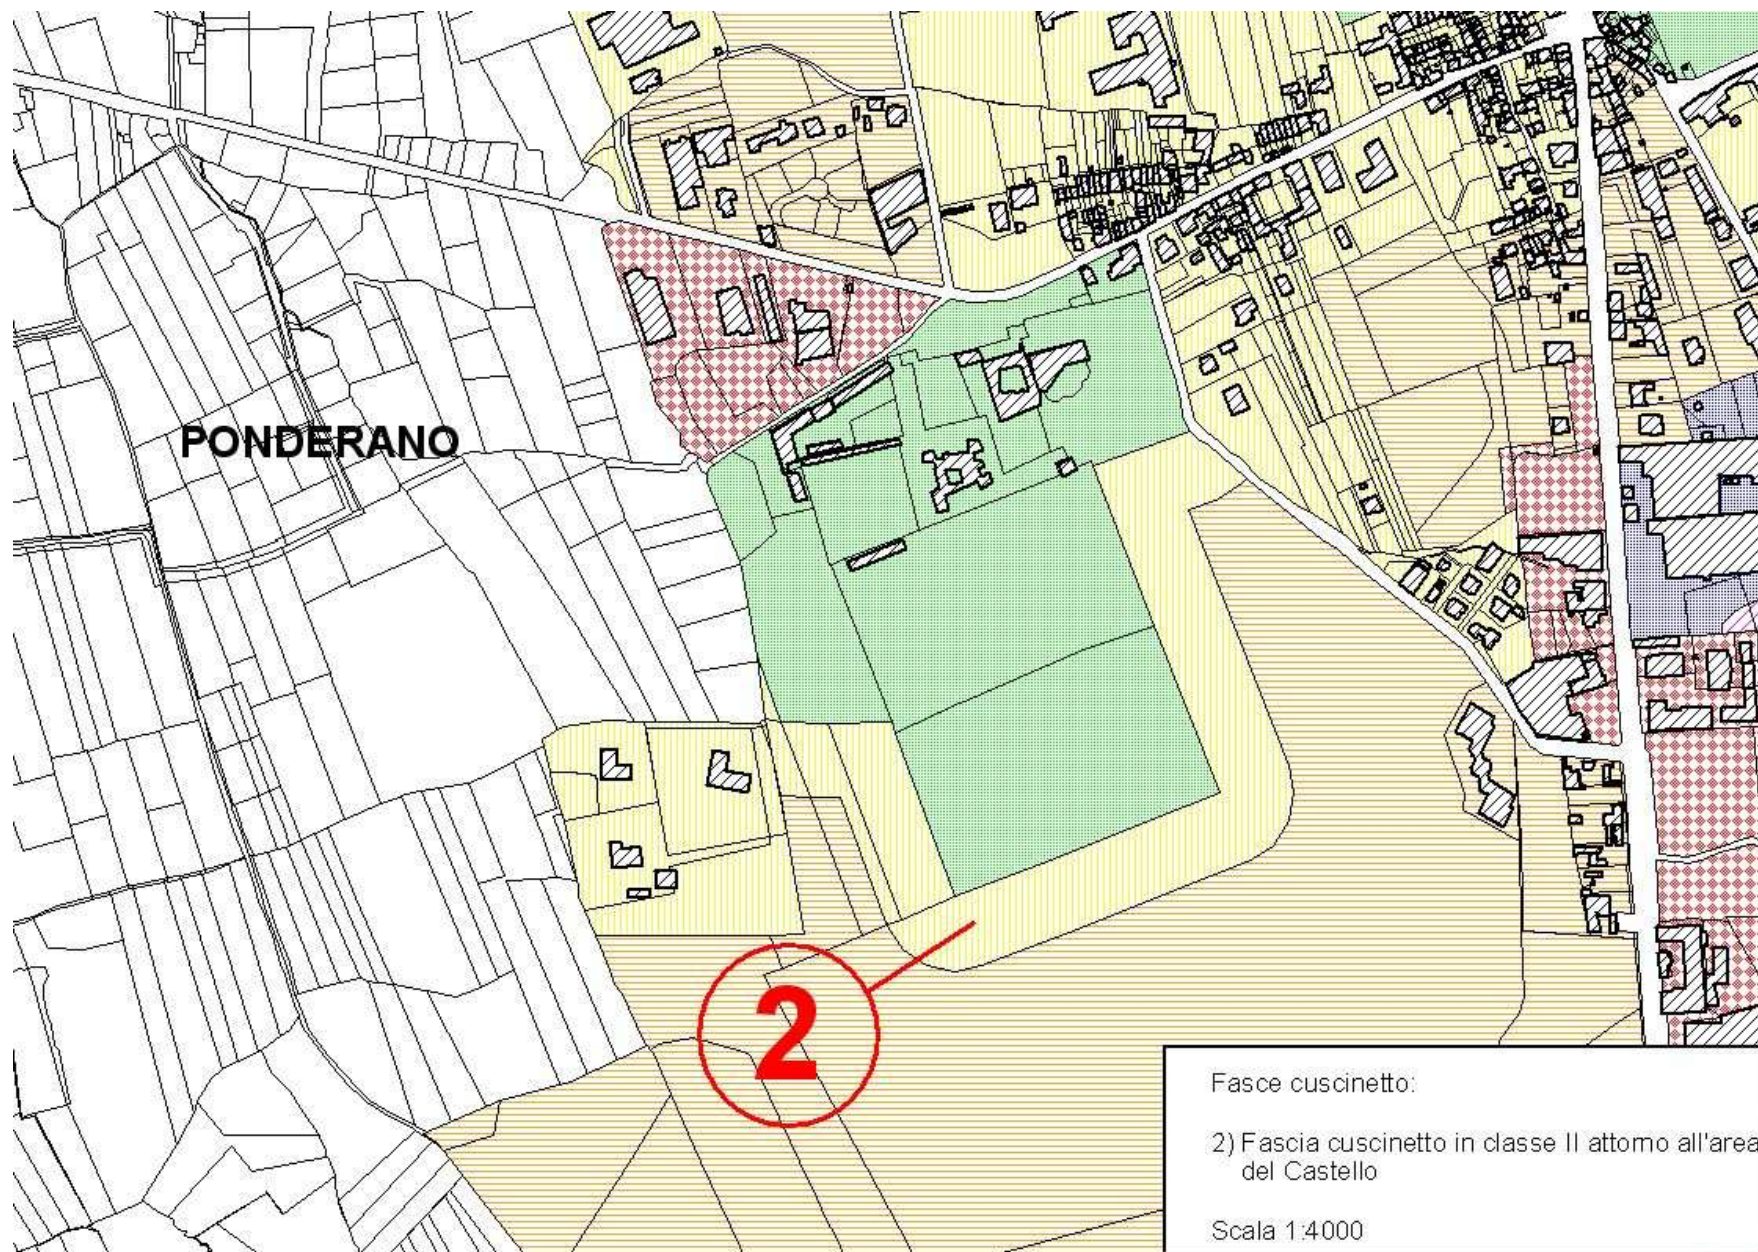 PONDERANO
2
Fasce cuscinetto:
2) Fascia cuscinetto in classe II attorno all'area
del Castello
Scala 1:4000